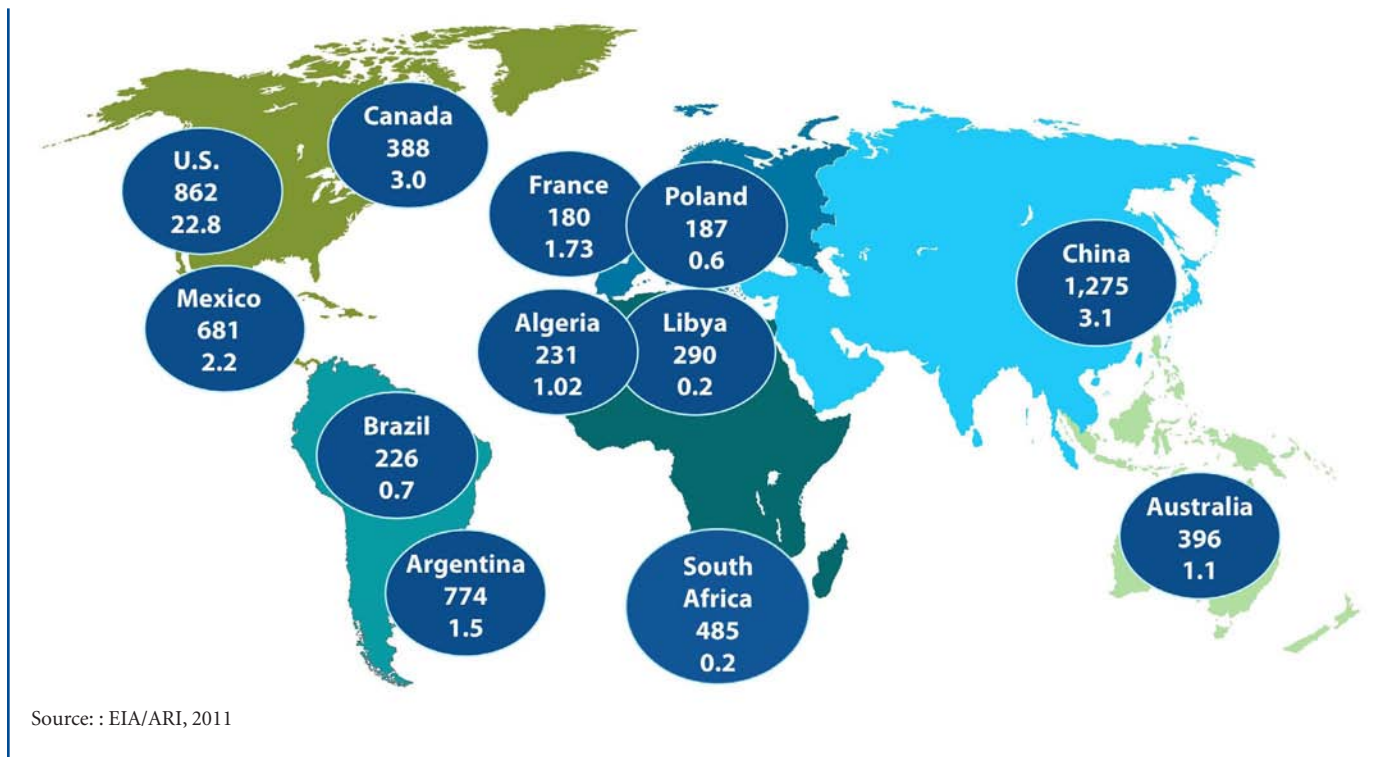 Canada
388
3.0
U.S.
862
22.8
France
180
1.73
Poland
187
0.6
China
1,275
3.1
Mexico
681
2.2
Algeria
231
1.02
Libya
290
0.2
Brazil
226
0.7
Australia
396
1.1
Argentina
774
1.5
South
Africa
485
0.2
Source: : EIA/ARI, 2011